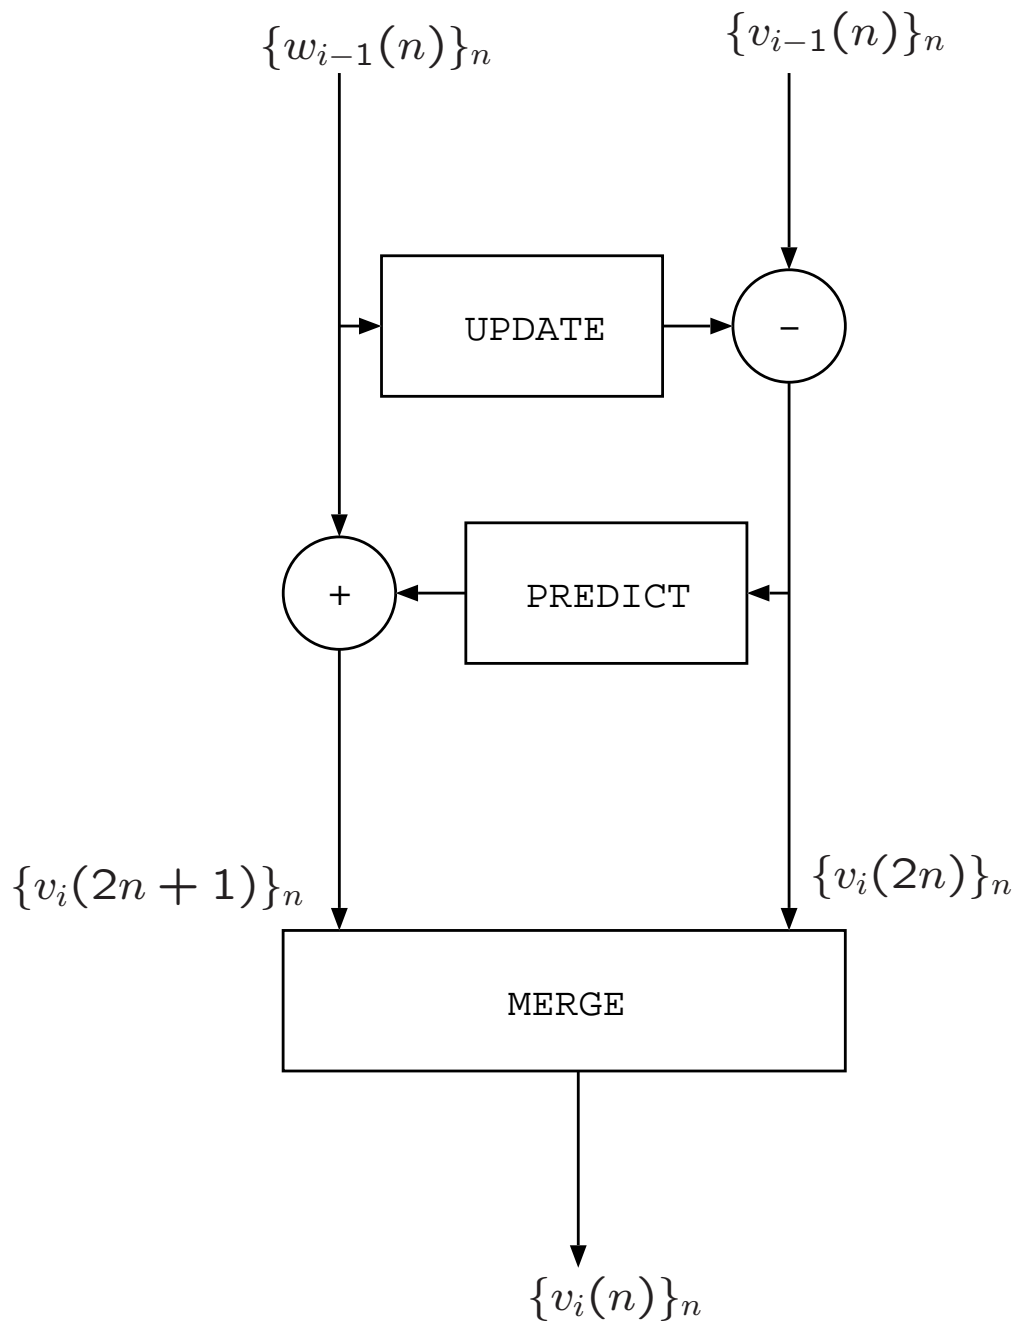 {w_{i−1}(n)}_n {v_{i−1}(n)}_n
UPDATE −
+ PREDICT
{v_i(2n + 1)}_n {v_i(2n)}_n
MERGE
{v_i(n)}_n